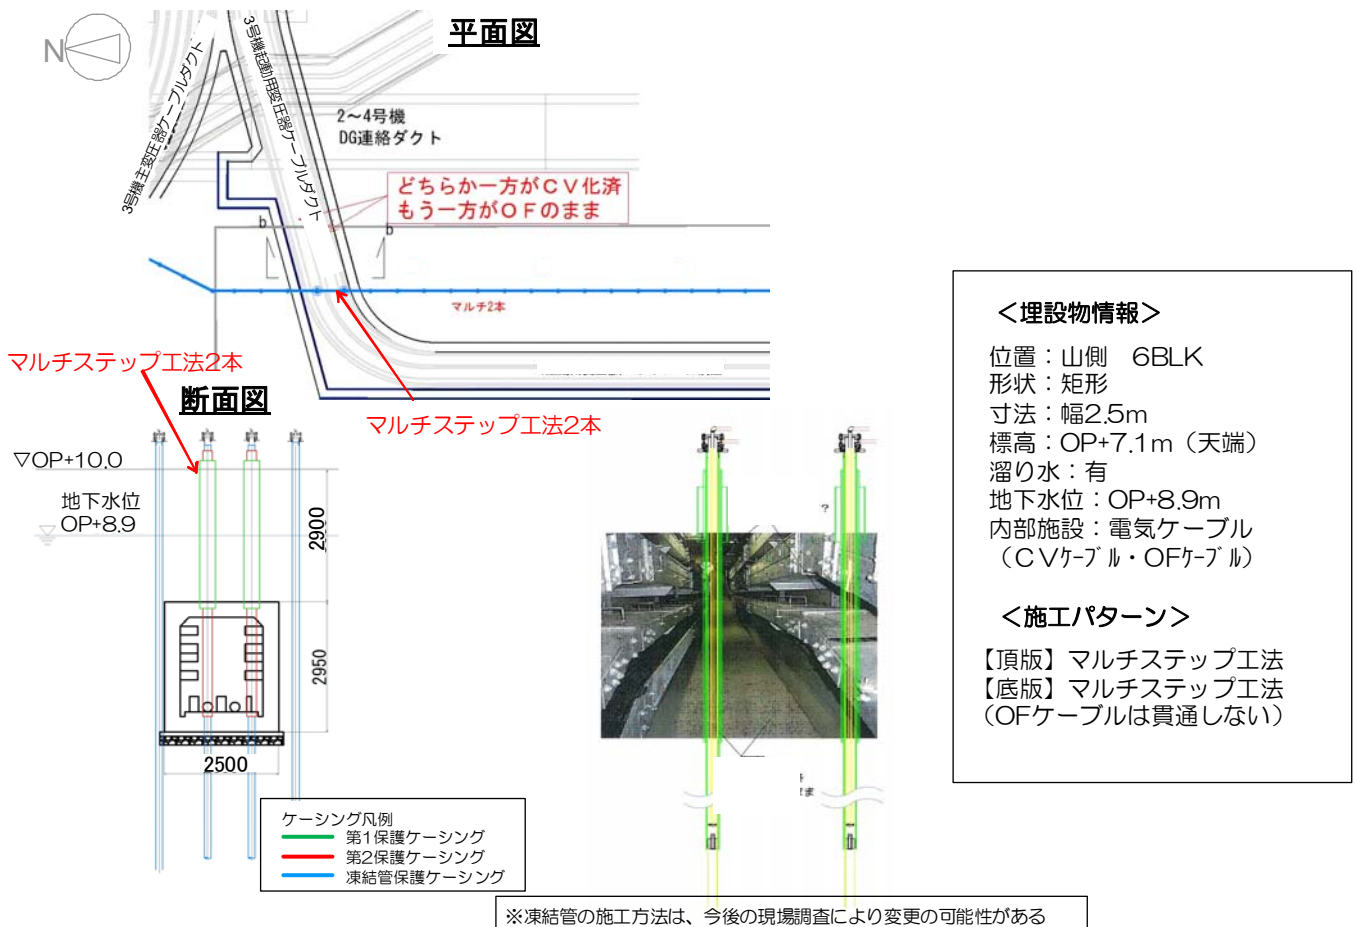 平面図
N
3号機主変圧器ケーブルダクト
3号機起動用変圧器ケーブルダクト
2～4号機
DG連絡ダクト
どちらか一方がＣＶ化済
もう一方がＯＦのまま
b
b
マルチ2本
マルチステップ工法2本
断面図
マルチステップ工法2本
▽OP+10.0
地下水位
OP+8.9
2900
2950
2500
?
ケーシング凡例
第1保護ケーシング
第2保護ケーシング
凍結管保護ケーシング
＜埋設物情報＞
位置：山側　6BLK
形状：矩形
寸法：幅2.5m
標高：OP+7.1m（天端）
溜り水：有
地下水位：OP+8.9m
内部施設：電気ケーブル
（ＣＶｹｰﾌﾞﾙ・OFｹｰﾌﾞﾙ）
＜施工パターン＞
【頂版】マルチステップ工法
【底版】マルチステップ工法
（OFケーブルは貫通しない）
※凍結管の施工方法は、今後の現場調査により変更の可能性がある